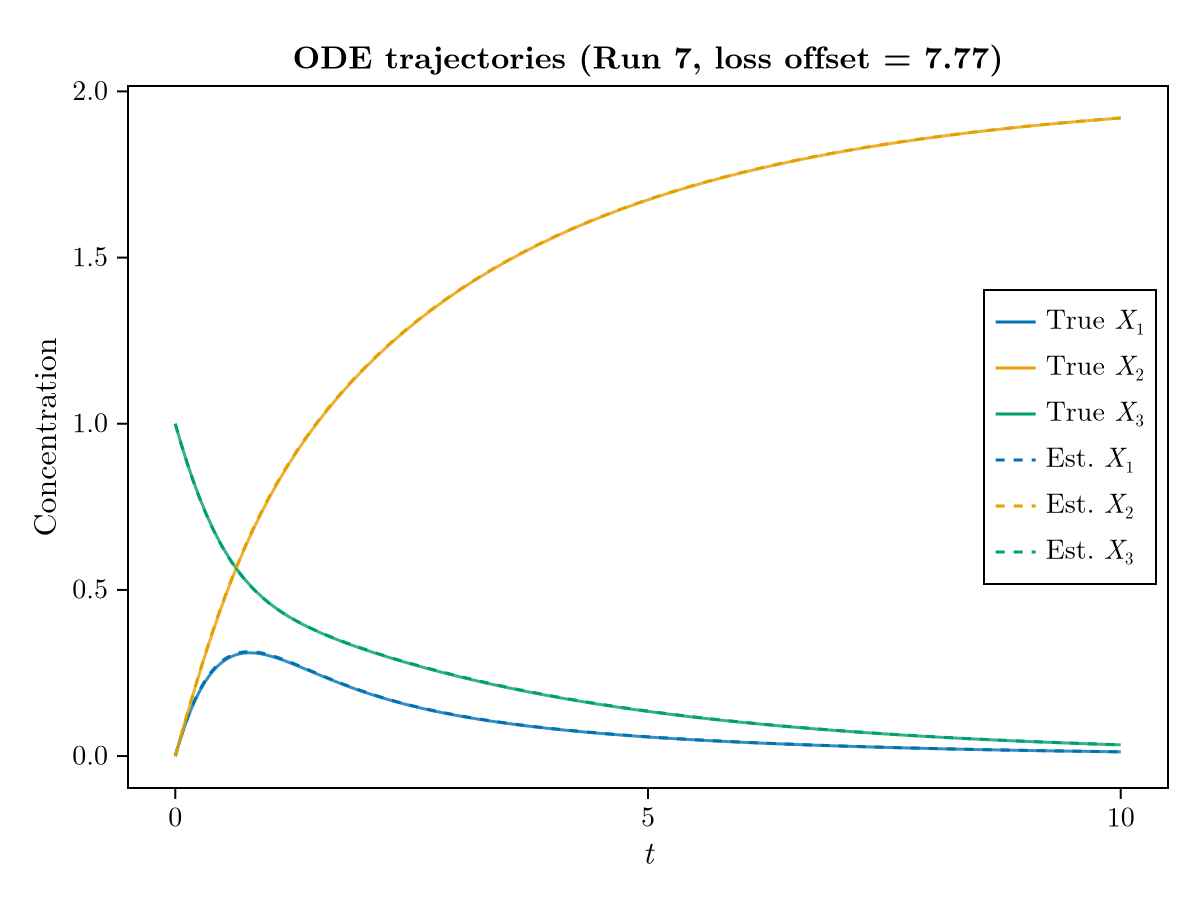 ODE trajectories (Run 7, loss offset = 7.77)
2.0
1.5
1.0
0.5
0.0
Concentration
True X₁
True X₂
True X₃
Est. X₁
Est. X₂
Est. X₃
0 5 10
t